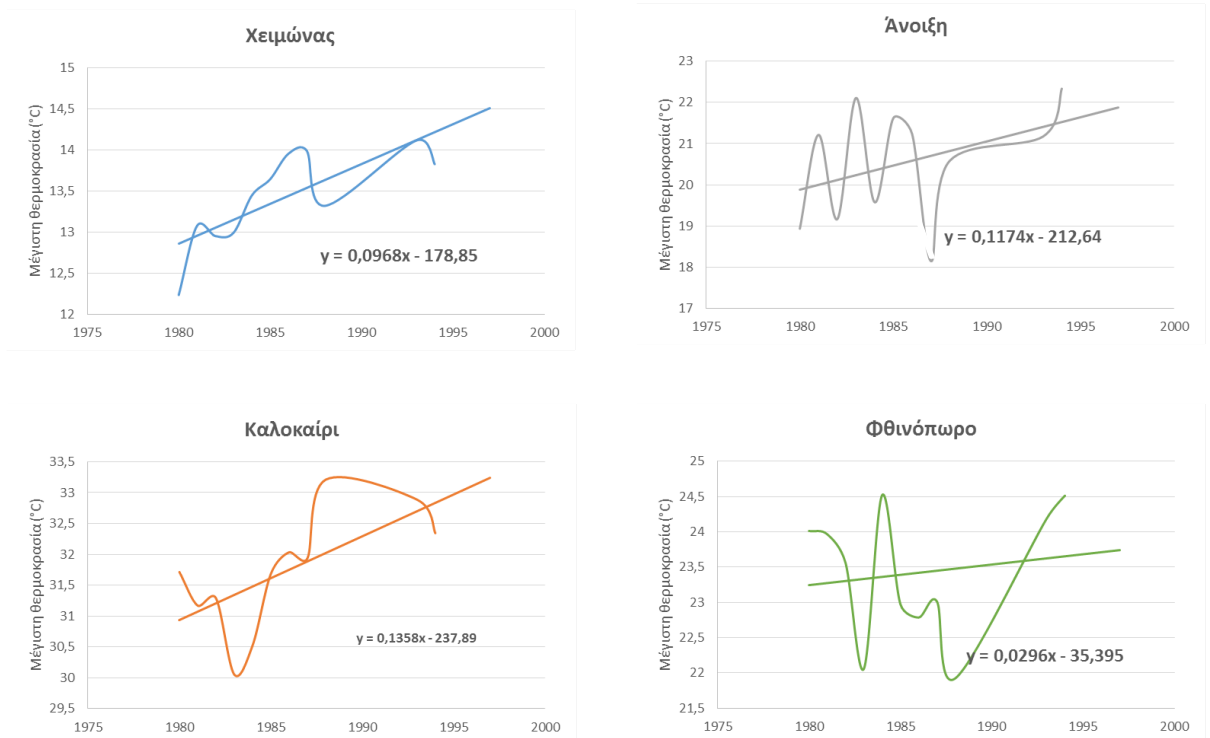 Χειμώνας
Μέγιστη θερμοκρασία (°C)
15
14,5
14
13,5
13
12,5
12
y = 0,0968x - 178,85
1975 1980 1985 1990 1995 2000
Άνοιξη
Μέγιστη θερμοκρασία (°C)
23
22
21
20
19
18
17
y = 0,1174x - 212,64
1975 1980 1985 1990 1995 2000
Καλοκαίρι
Μέγιστη θερμοκρασία (°C)
33,5
33
32,5
32
31,5
31
30,5
30
29,5
y = 0,1358x - 237,89
1975 1980 1985 1990 1995 2000
Φθινόπωρο
Μέγιστη θερμοκρασία (°C)
25
24,5
24
23,5
23
22,5
22
21,5
y = 0,0296x - 35,395
1975 1980 1985 1990 1995 2000